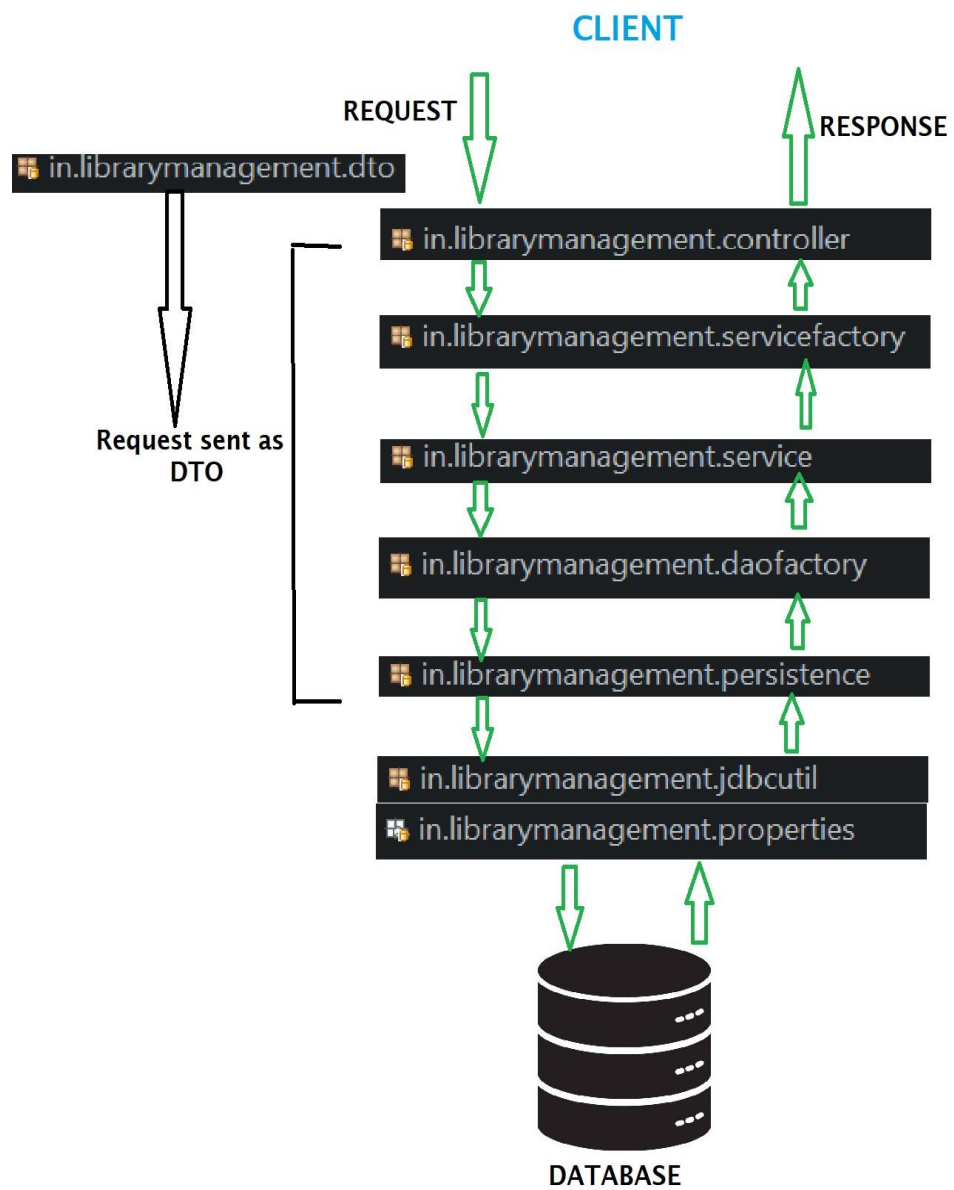 CLIENT
REQUEST
RESPONSE
in.librarymanagement.dto
in.librarymanagement.controller
in.librarymanagement.servicefactory
Request sent as
DTO
in.librarymanagement.service
in.librarymanagement.daofactory
in.librarymanagement.persistence
in.librarymanagement.jdbcutil
in.librarymanagement.properties
DATABASE